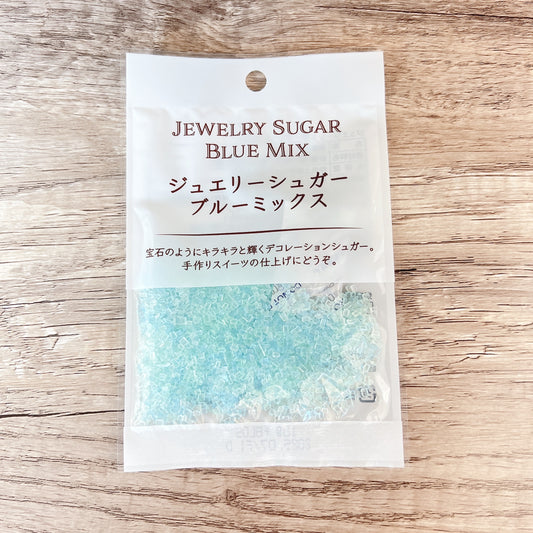 JEWELRY SUGAR
BLUE MIX
ジュエリーシュガー
ブルーミックス
宝石のようにキラキラと輝くデコレーションシュガー。
手作りスイーツの仕上げにどうぞ。